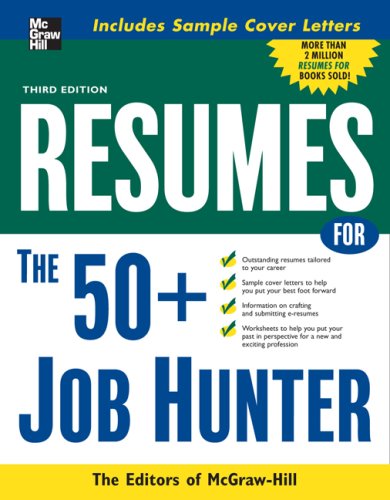 Mc
Graw
Hill
Includes Sample Cover Letters
MORE THAN
2 MILLION
RESUMES FOR
BOOKS SOLD!
THIRD EDITION
RESUMES
FOR
THE 50+
JOB HUNTER
Outstanding resumes tailored
to your career
Sample cover letters to help
you put your best foot forward
Information on crafting
and submitting e-resumes
Worksheets to help you put your
past in perspective for a new and
exciting profession
The Editors of McGraw-Hill